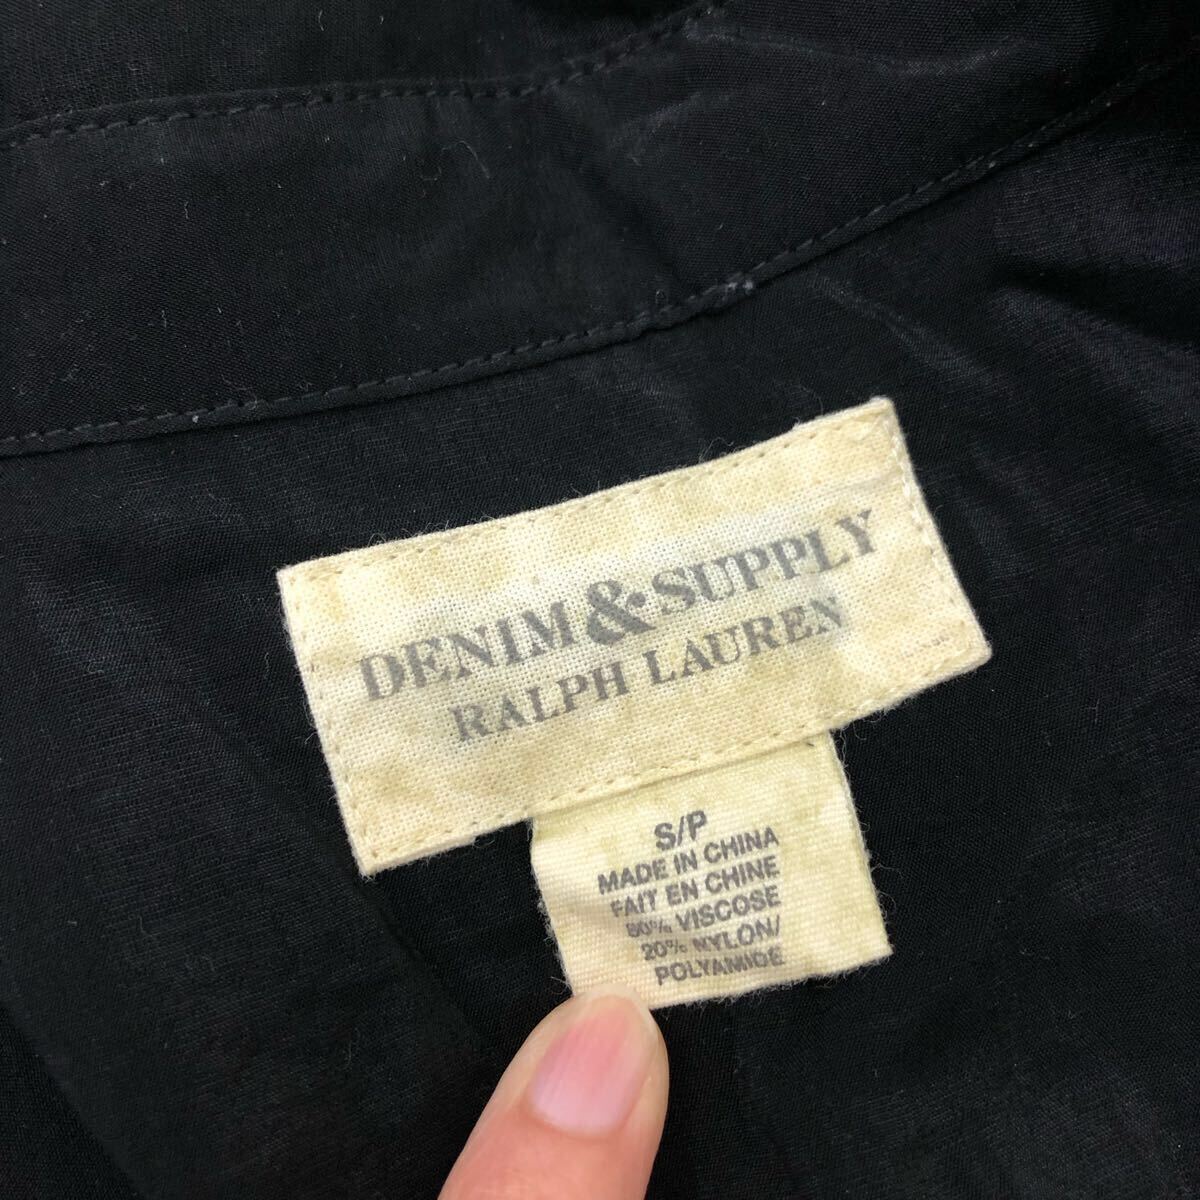 DENIM & SUPPLY
RALPH LAUREN
S/P
MADE IN CHINA
FAIT EN CHINE
80% VISCOSE
20% NYLON/
POLYAMIDE